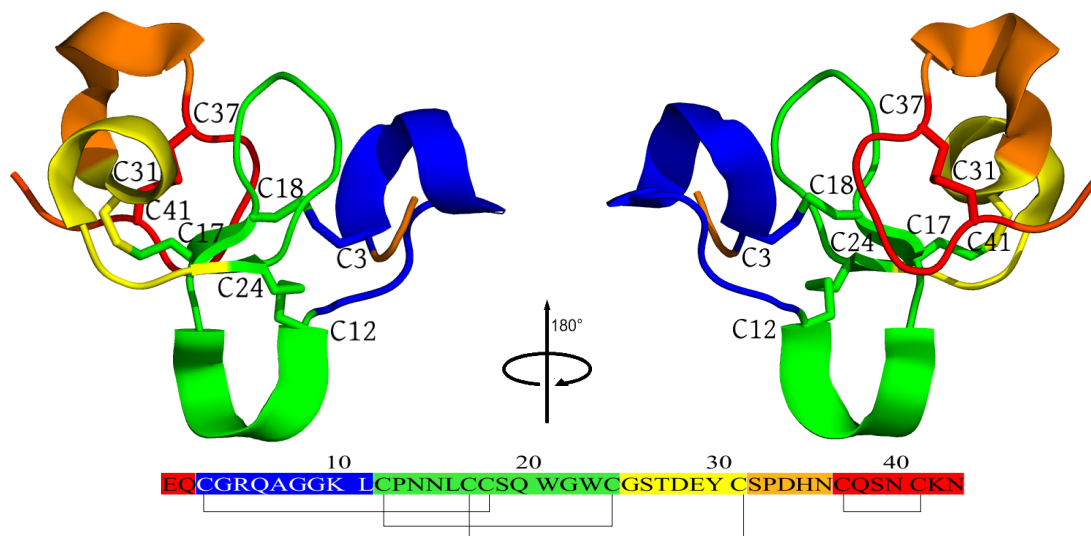 C37
C37
C31
C18
C18
C31
C41
C17
C3
C3
C17
C41
C24
C24
C12
C12
180°
10 20 30 40
EQCGRQAGGK LCPNNLCCSQ WGWCGSTDEY CSPDHNCQSN CKN